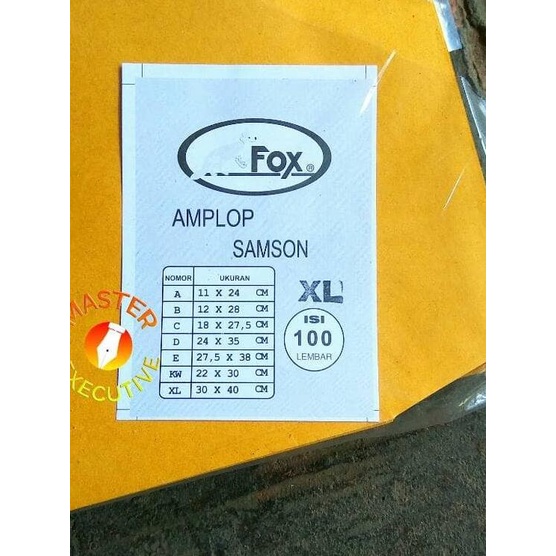 Fox®
AMPLOP
SAMSON
NOMOR UKURAN
A 11 X 24 CM
B 12 X 28 CM
C 18 X 27,5 CM
D 24 X 35 CM
E 27,5 X 38 CM
KW 22 X 30 CM
XL 30 X 40 CM
XL
ISI
100
LEMBAR
MASTER
EXECUTIVE